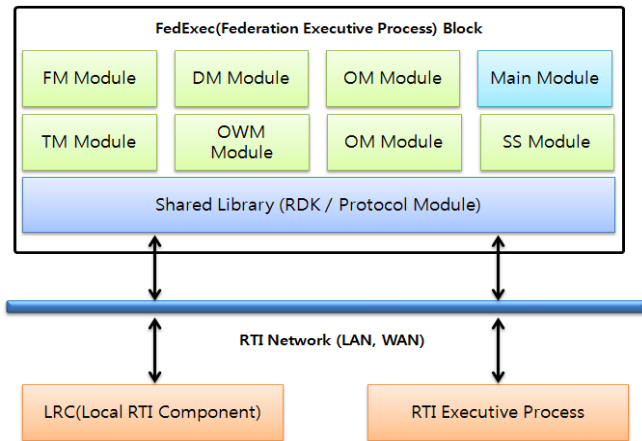 FedExec(Federation Executive Process) Block
FM Module
DM Module
OM Module
Main Module
TM Module
OWM
Module
OM Module
SS Module
Shared Library (RDK / Protocol Module)
RTI Network (LAN, WAN)
LRC(Local RTI Component)
RTI Executive Process